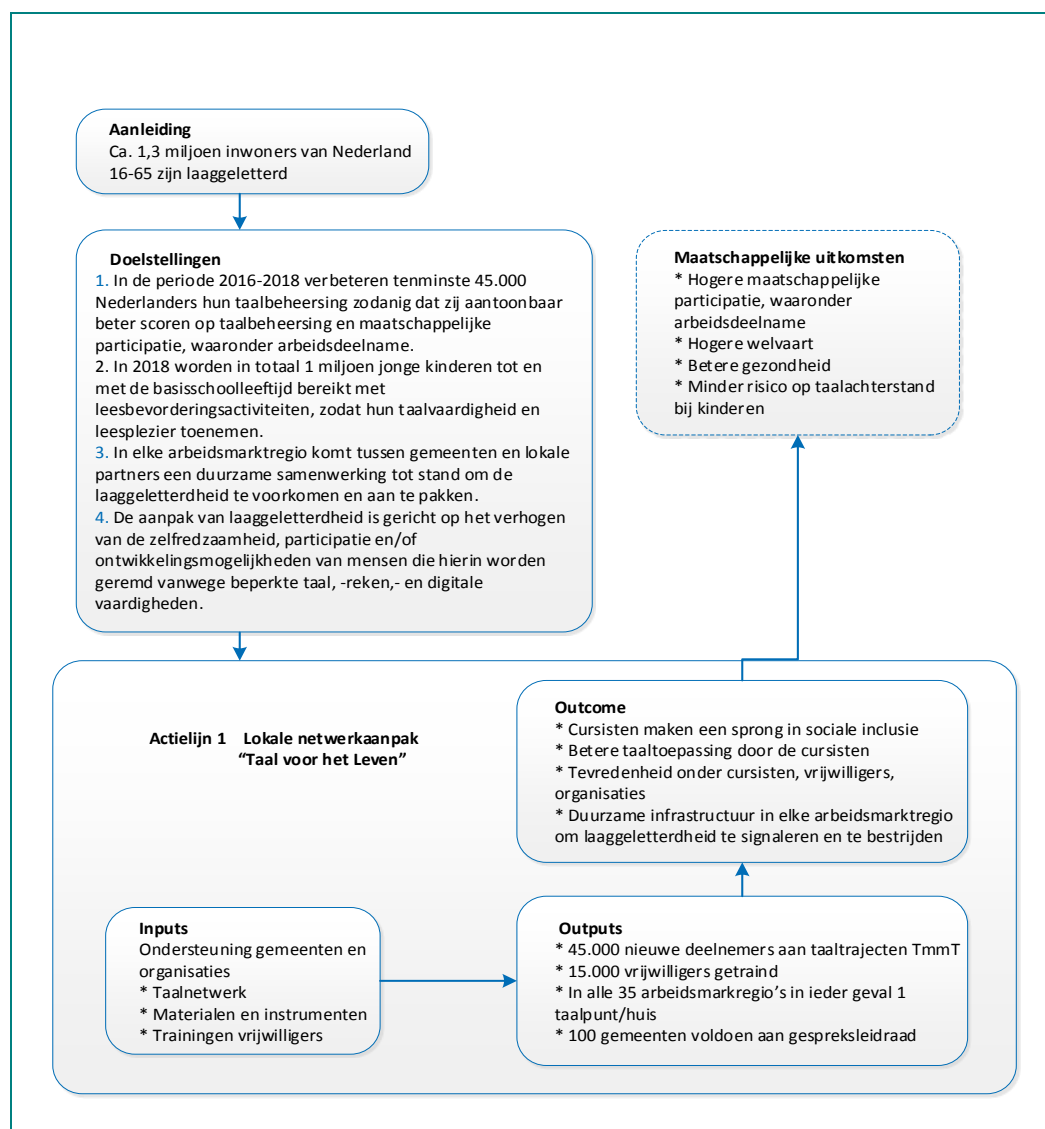 Aanleiding
Ca. 1,3 miljoen inwoners van Nederland
16-65 zijn laaggeletterd
Doelstellingen
1. In de periode 2016-2018 verbeteren tenminste 45.000
Nederlanders hun taalbeheersing zodanig dat zij aantoonbaar
beter scoren op taalbeheersing en maatschappelijke
participatie, waaronder arbeidsdeelname.
2. In 2018 worden in totaal 1 miljoen jonge kinderen tot en
met de basisschoolleeftijd bereikt met
leesbevorderingsactiviteiten, zodat hun taalvaardigheid en
leesplezier toenemen.
3. In elke arbeidsmarktregio komt tussen gemeenten en lokale
partners een duurzame samenwerking tot stand om de
laaggeletterdheid te voorkomen en aan te pakken.
4. De aanpak van laaggeletterdheid is gericht op het verhogen
van de zelfredzaamheid, participatie en/of
ontwikkelingsmogelijkheden van mensen die hierin worden
geremd vanwege beperkte taal, -reken,- en digitale
vaardigheden.
Maatschappelijke uitkomsten
* Hogere maatschappelijke
participatie, waaronder
arbeidsdeelname
* Hogere welvaart
* Betere gezondheid
* Minder risico op taalachterstand
bij kinderen
Actielijn 1 Lokale netwerkaanpak
“Taal voor het Leven”
Outcome
* Cursisten maken een sprong in sociale inclusie
* Betere taaltoepassing door de cursisten
* Tevredenheid onder cursisten, vrijwilligers,
organisaties
* Duurzame infrastructuur in elke arbeidsmarktregio
om laaggeletterdheid te signaleren en te bestrijden
Inputs
Ondersteuning gemeenten en
organisaties
* Taalnetwerk
* Materialen en instrumenten
* Trainingen vrijwilligers
Outputs
* 45.000 nieuwe deelnemers aan taaltrajecten TmmT
* 15.000 vrijwilligers getraind
* In alle 35 arbeidsmarkregio’s in ieder geval 1
taalpunt/huis
* 100 gemeenten voldoen aan gespreksleidraad